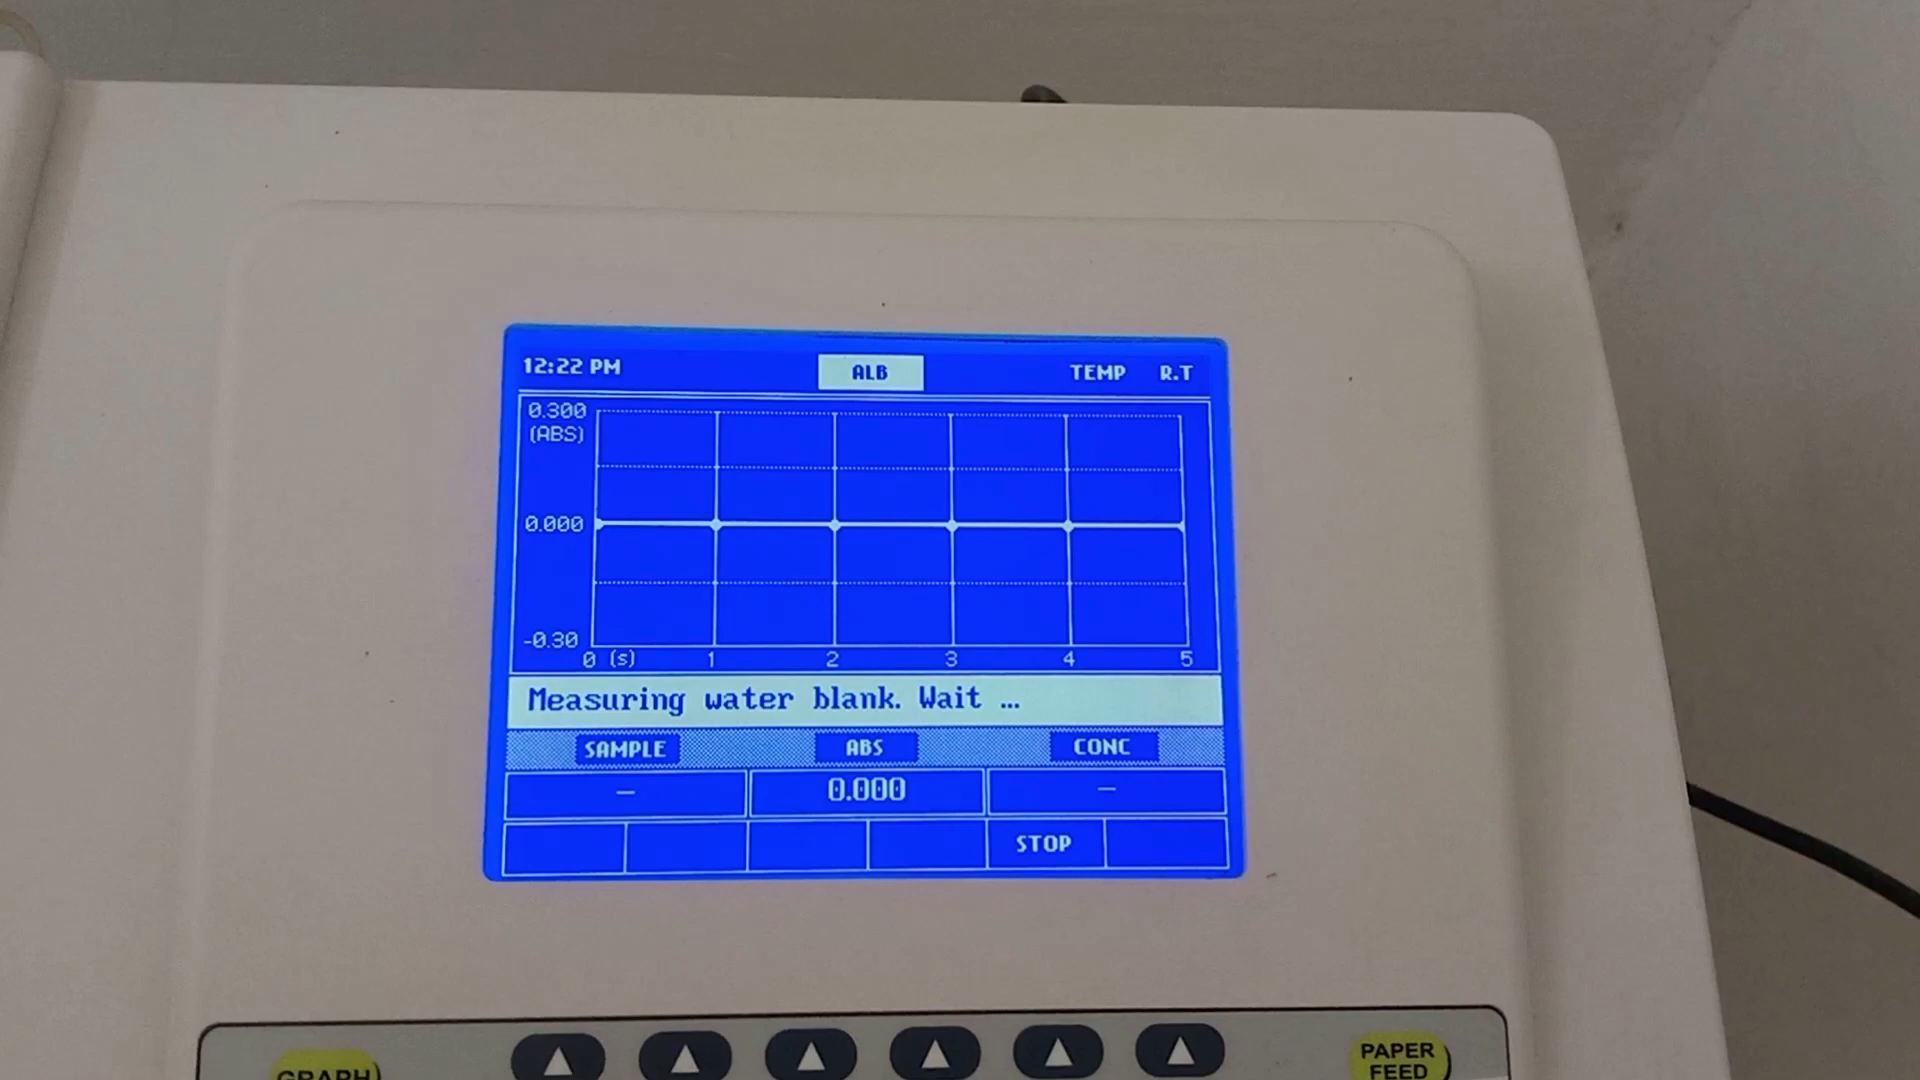 12:22 PM ALB TEMP R.T
0.300
(ABS)
0.000
-0.30
0 (s) 1 2 3 4 5
Measuring water blank. Wait ...
SAMPLE ABS CONC
– 0.000 –
STOP
GRAPH
PAPER
FEED